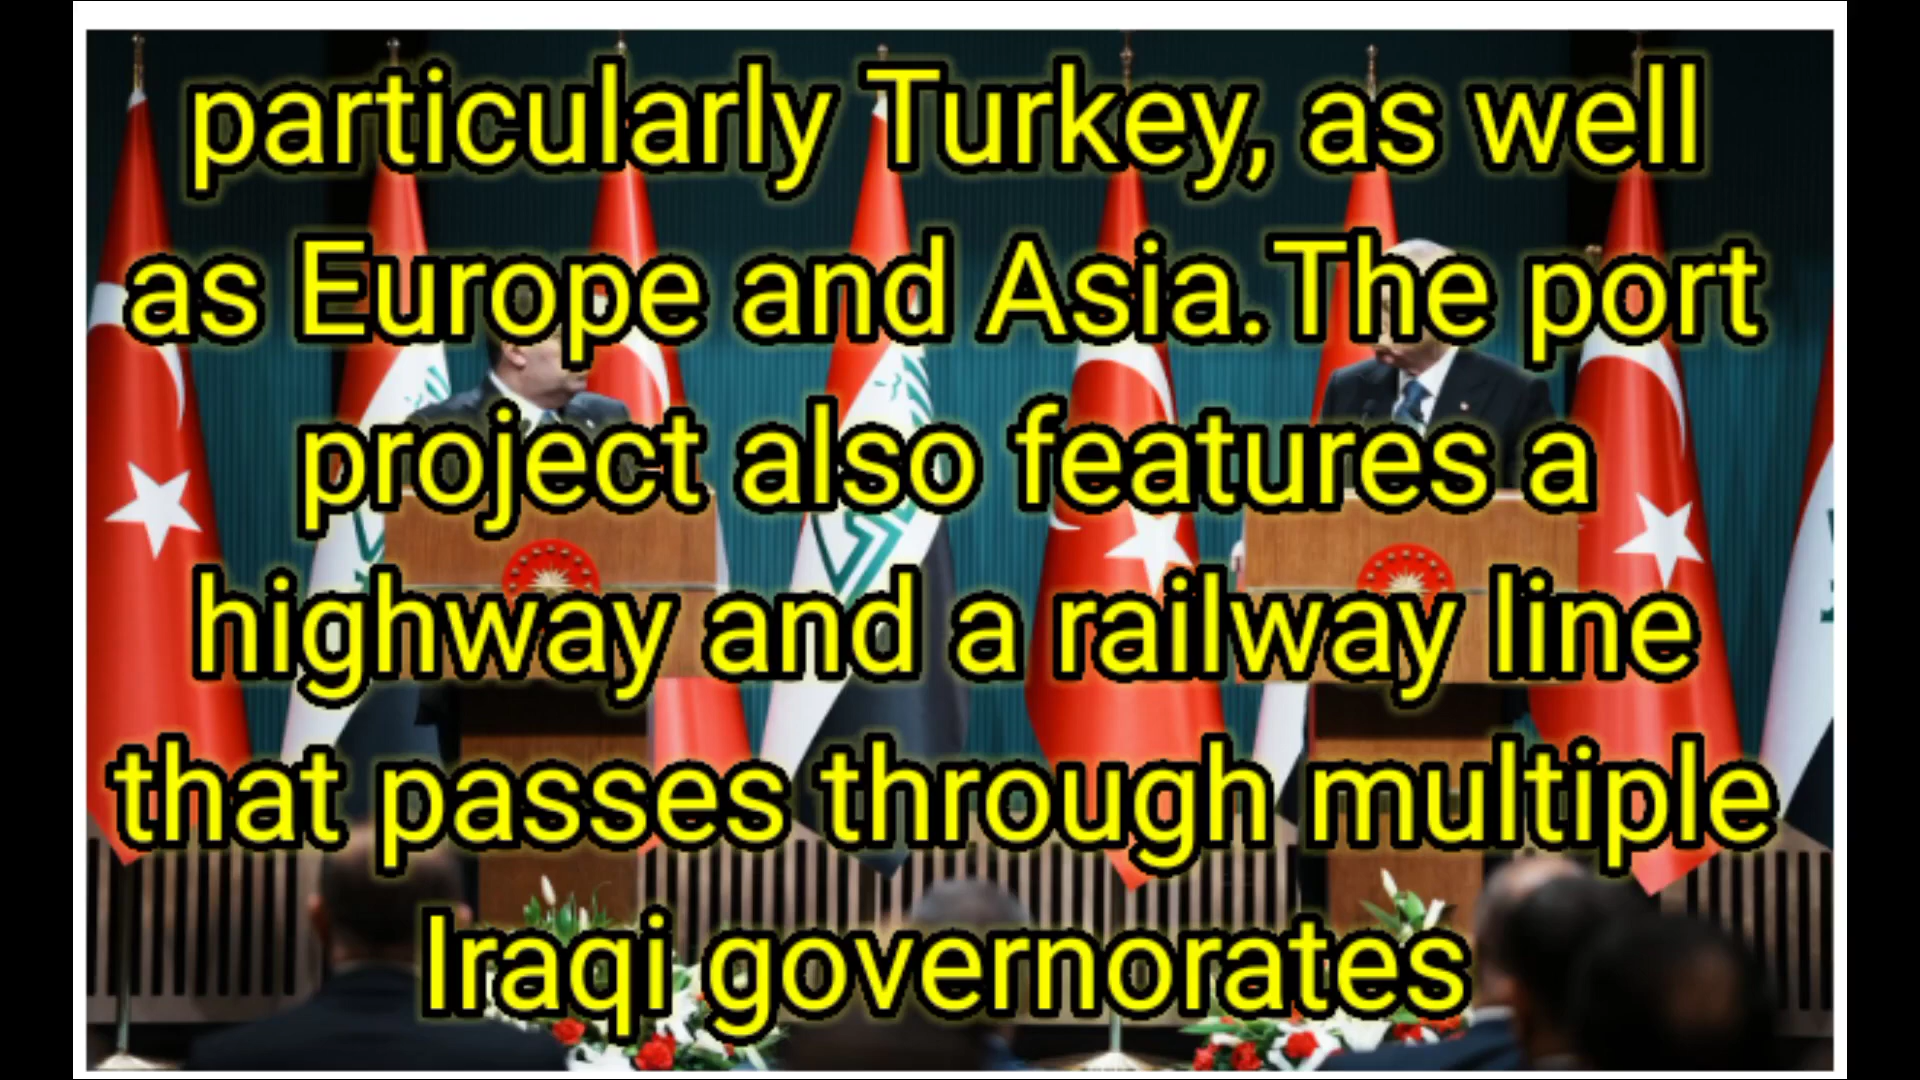 particularly Turkey, as well
as Europe and Asia.The port
project also features a
highway and a railway line
that passes through multiple
Iraqi governorates